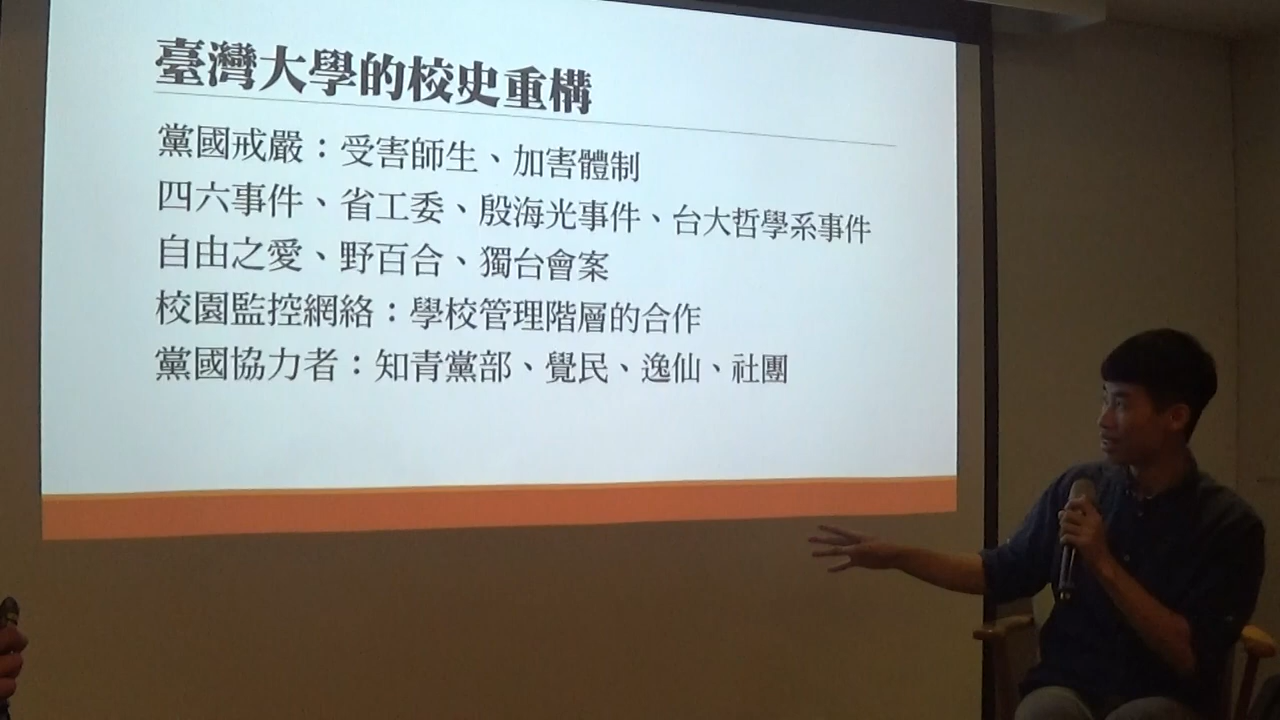 臺灣大學的校史重構
黨國戒嚴：受害師生、加害體制
四六事件、省工委、殷海光事件、台大哲學系事件
自由之愛、野百合、獨台會案
校園監控網絡：學校管理階層的合作
黨國協力者：知青黨部、覺民、逸仙、社團